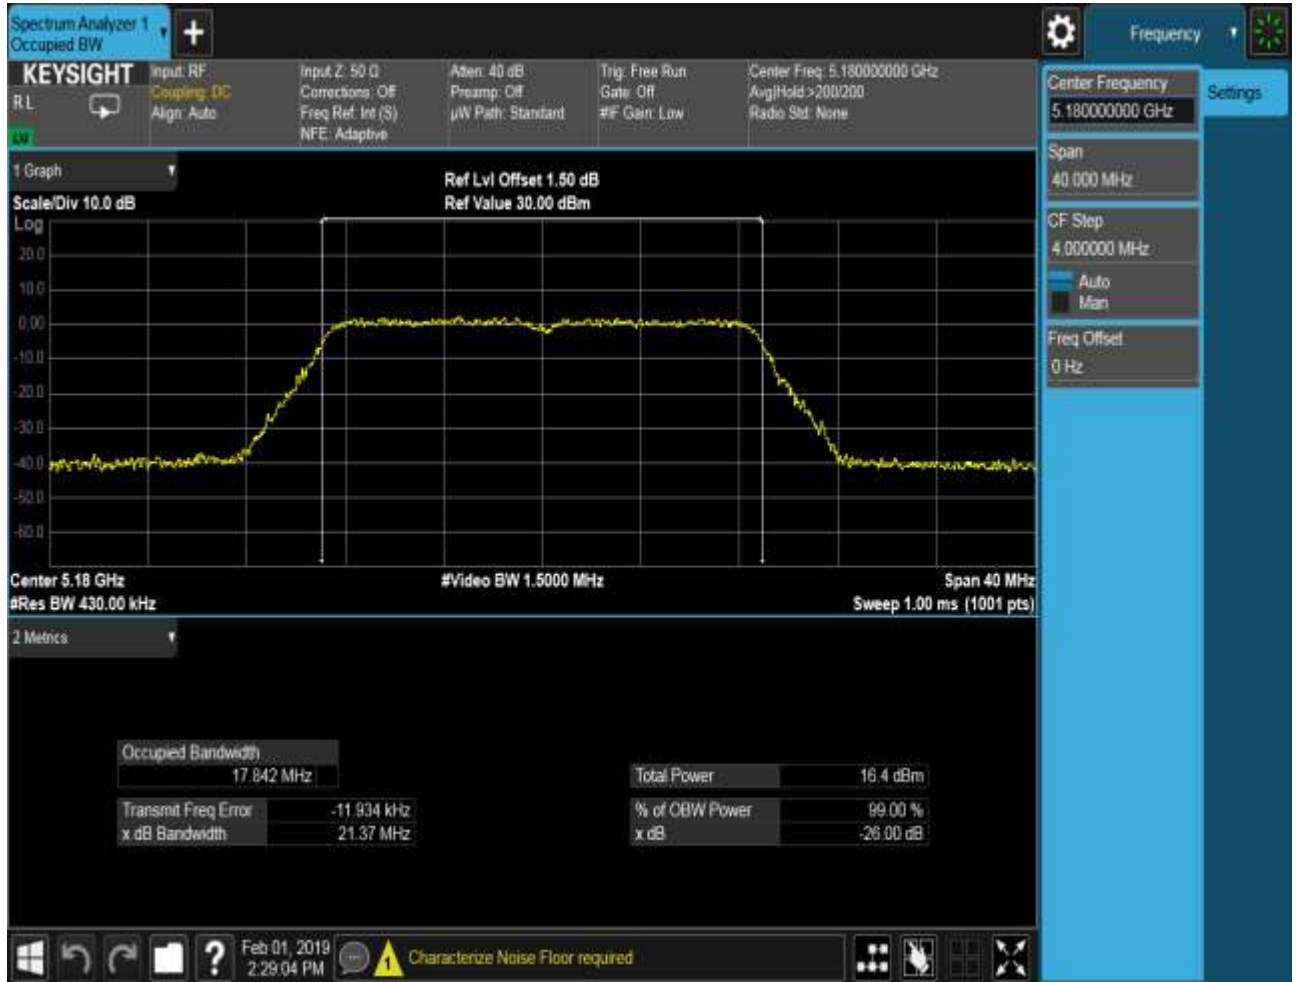 Spectrum Analyzer 1
Occupied BW
Frequency
KEYSIGHT
R L
Input: RF
Coupling: DC
Align: Auto
Input Z: 50 Ω
Corrections: Off
Freq Ref: Int (S)
NFE: Adaptive
Atten: 40 dB
Preamp: Off
µW Path: Standard
Trig: Free Run
Gate: Off
#IF Gain: Low
Center Freq: 5.180000000 GHz
Avg|Hold:>200/200
Radio Std: None
Center Frequency
5.180000000 GHz
Settings
Span
40.000 MHz
CF Step
4.000000 MHz
Auto
Man
Freq Offset
0 Hz
1 Graph
Scale/Div 10.0 dB
Ref Lvl Offset 1.50 dB
Ref Value 30.00 dBm
Log
20.0
10.0
0.00
-10.0
-20.0
-30.0
-40.0
-50.0
-60.0
Center 5.18 GHz
#Video BW 1.5000 MHz
Span 40 MHz
#Res BW 430.00 kHz
Sweep 1.00 ms (1001 pts)
2 Metrics
Occupied Bandwidth
17.842 MHz
Total Power 16.4 dBm
Transmit Freq Error -11.934 kHz
% of OBW Power 99.00 %
x dB Bandwidth 21.37 MHz
x dB -26.00 dB
?
Feb 01, 2019
2:29:04 PM
1
Characterize Noise Floor required